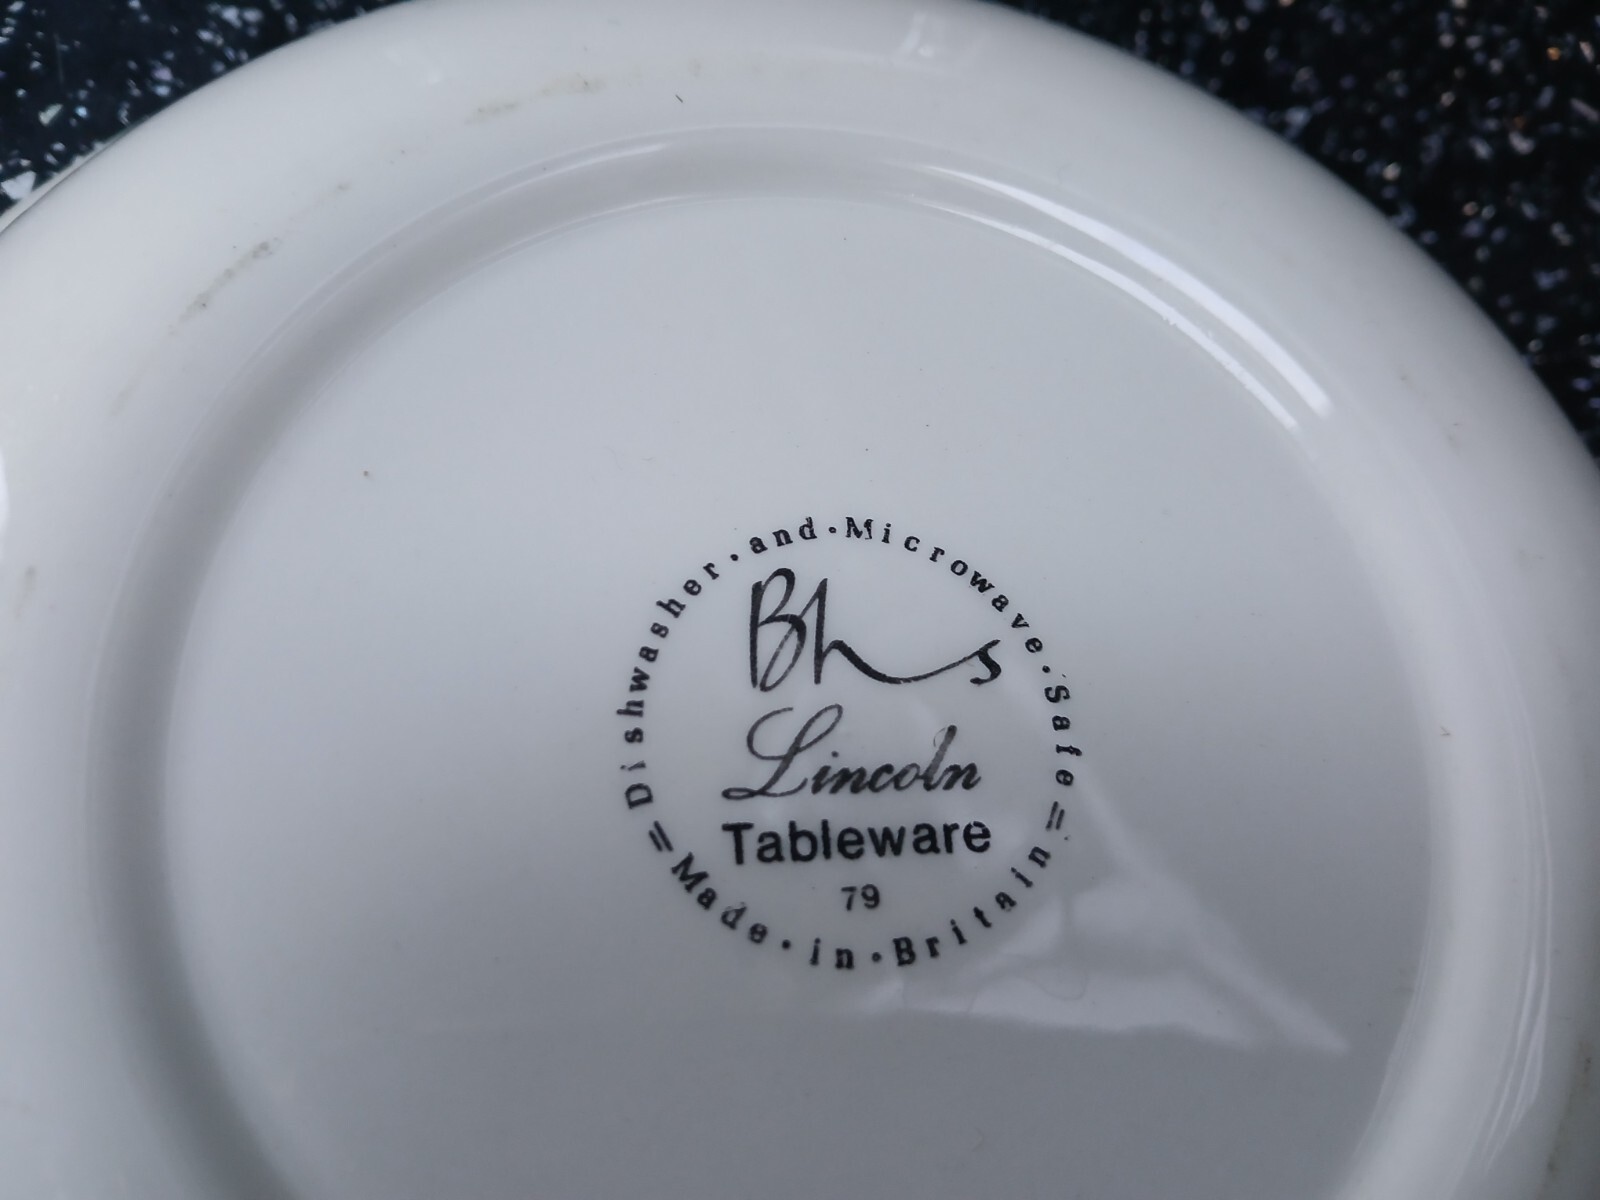 Dishwasher · and · Microwave · Safe =
Bhs
Lincoln
Tableware
79
= Made · in · Britain